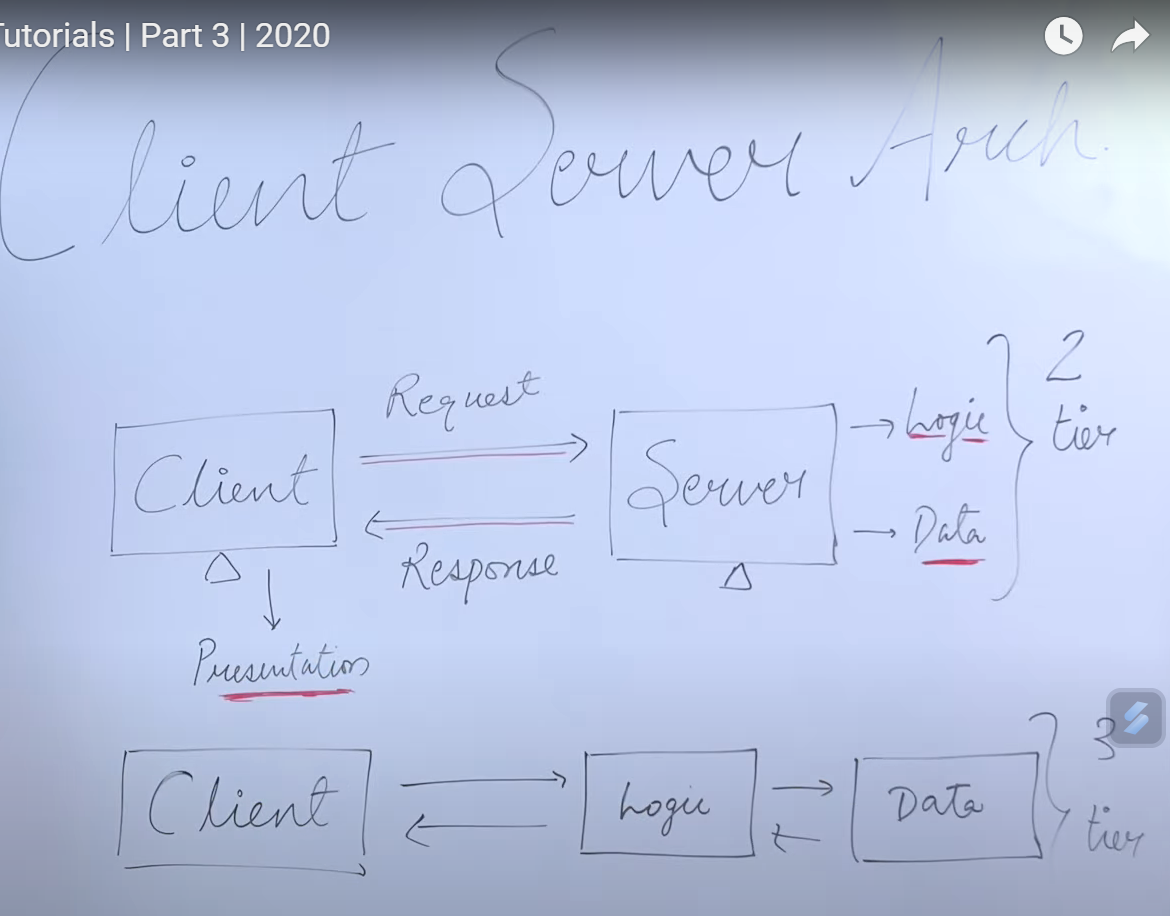 Tutorials | Part 3 | 2020
Client Server Arch.
Request
Client
Server
Logic
Data
2
tier
Response
Presentation
Client
Logic
Data
3
tier